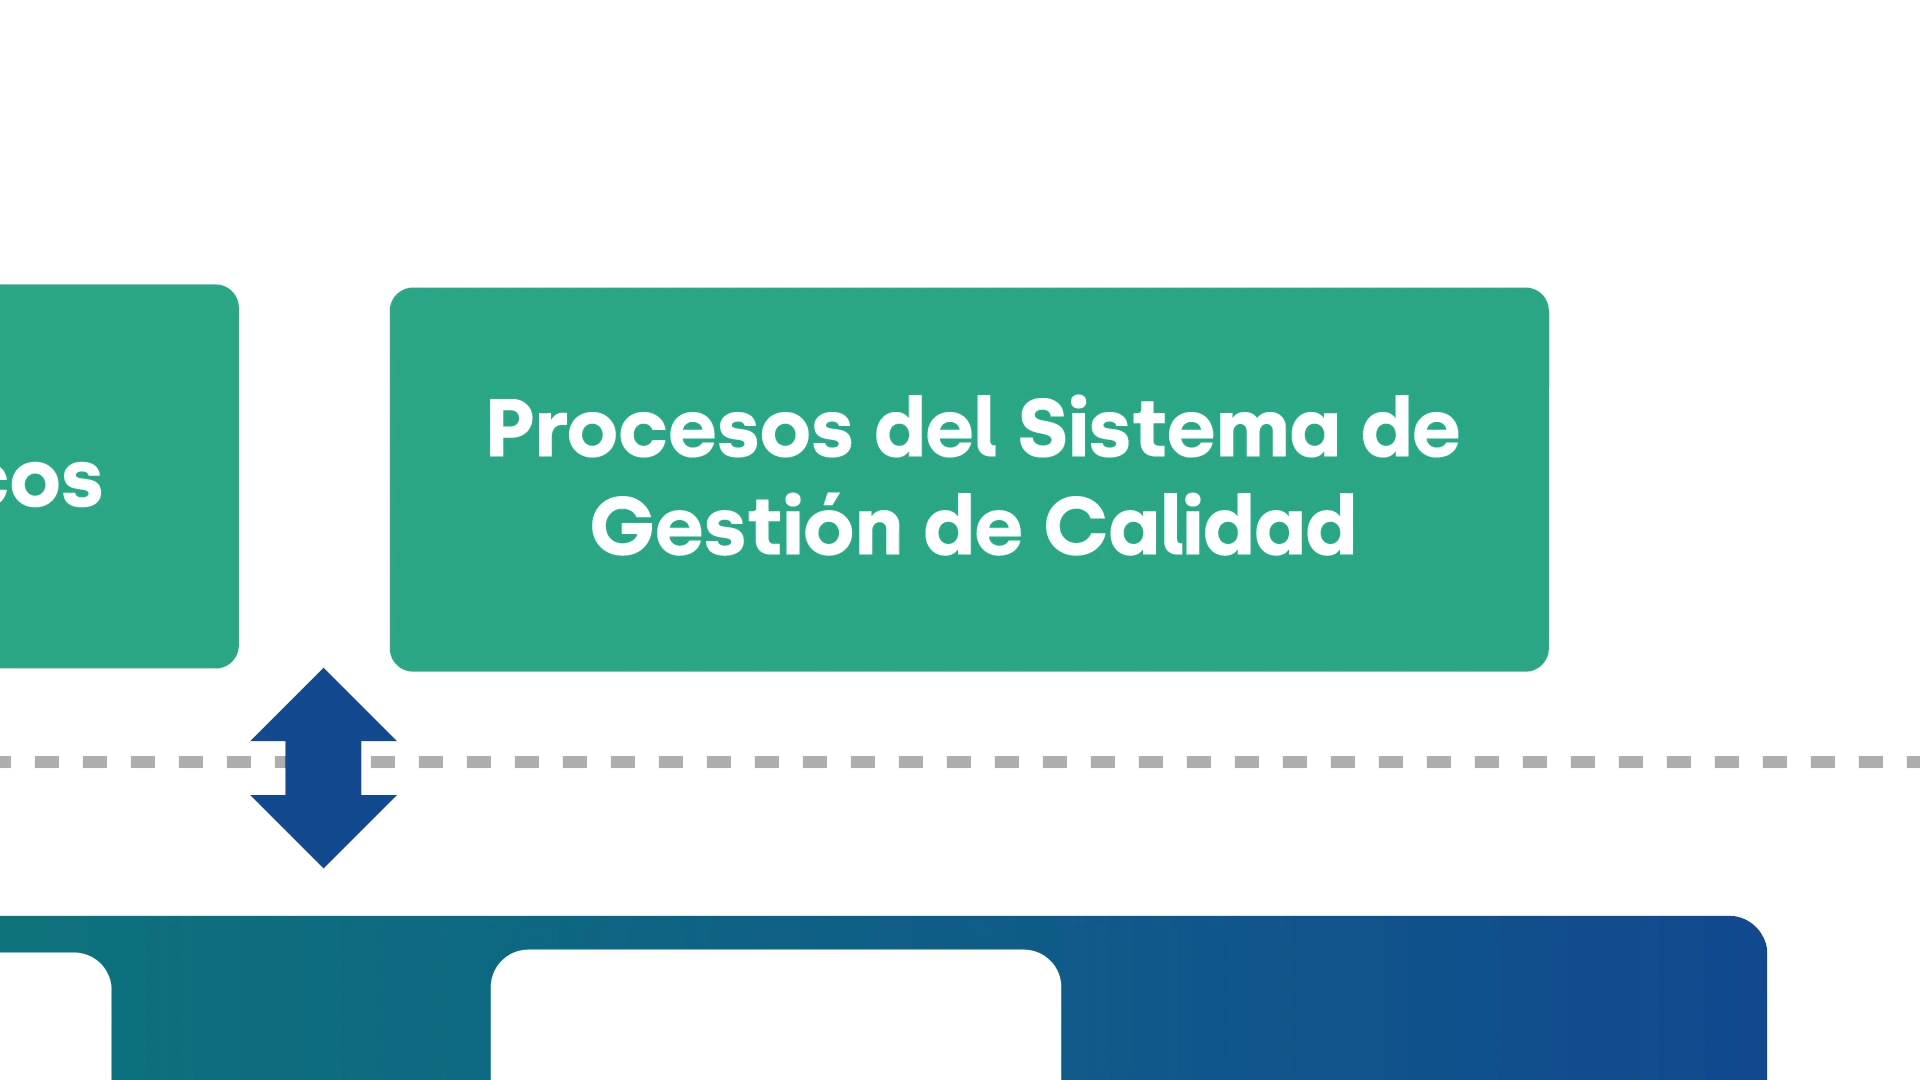 Procesos del Sistema de
Gestión de Calidad